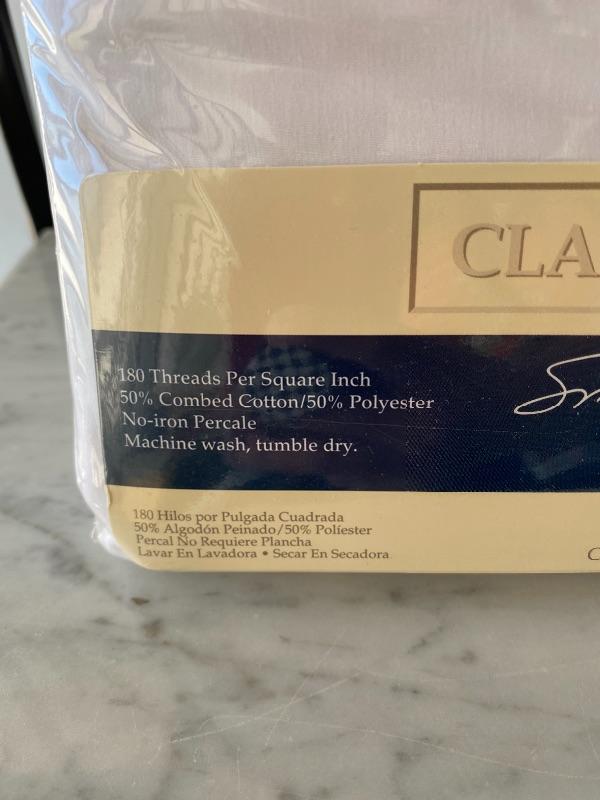 CLA
180 Threads Per Square Inch
50% Combed Cotton/50% Polyester
No-iron Percale
Machine wash, tumble dry.
180 Hilos por Pulgada Cuadrada
50% Algodón Peinado/50% Políester
Percal No Requiere Plancha
Lavar En Lavadora • Secar En Secadora